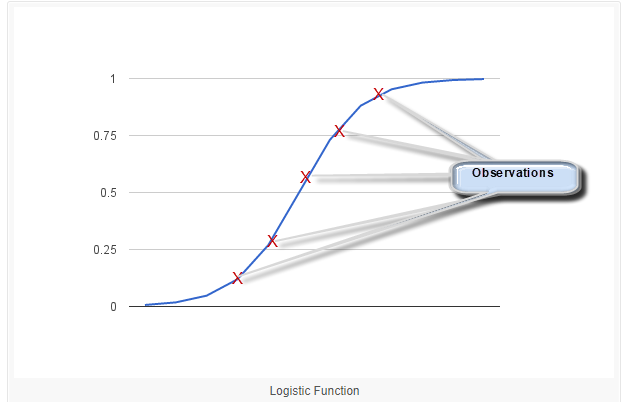 1
0.75
0.5
0.25
0
X
X
X
X
X
Observations
Logistic Function